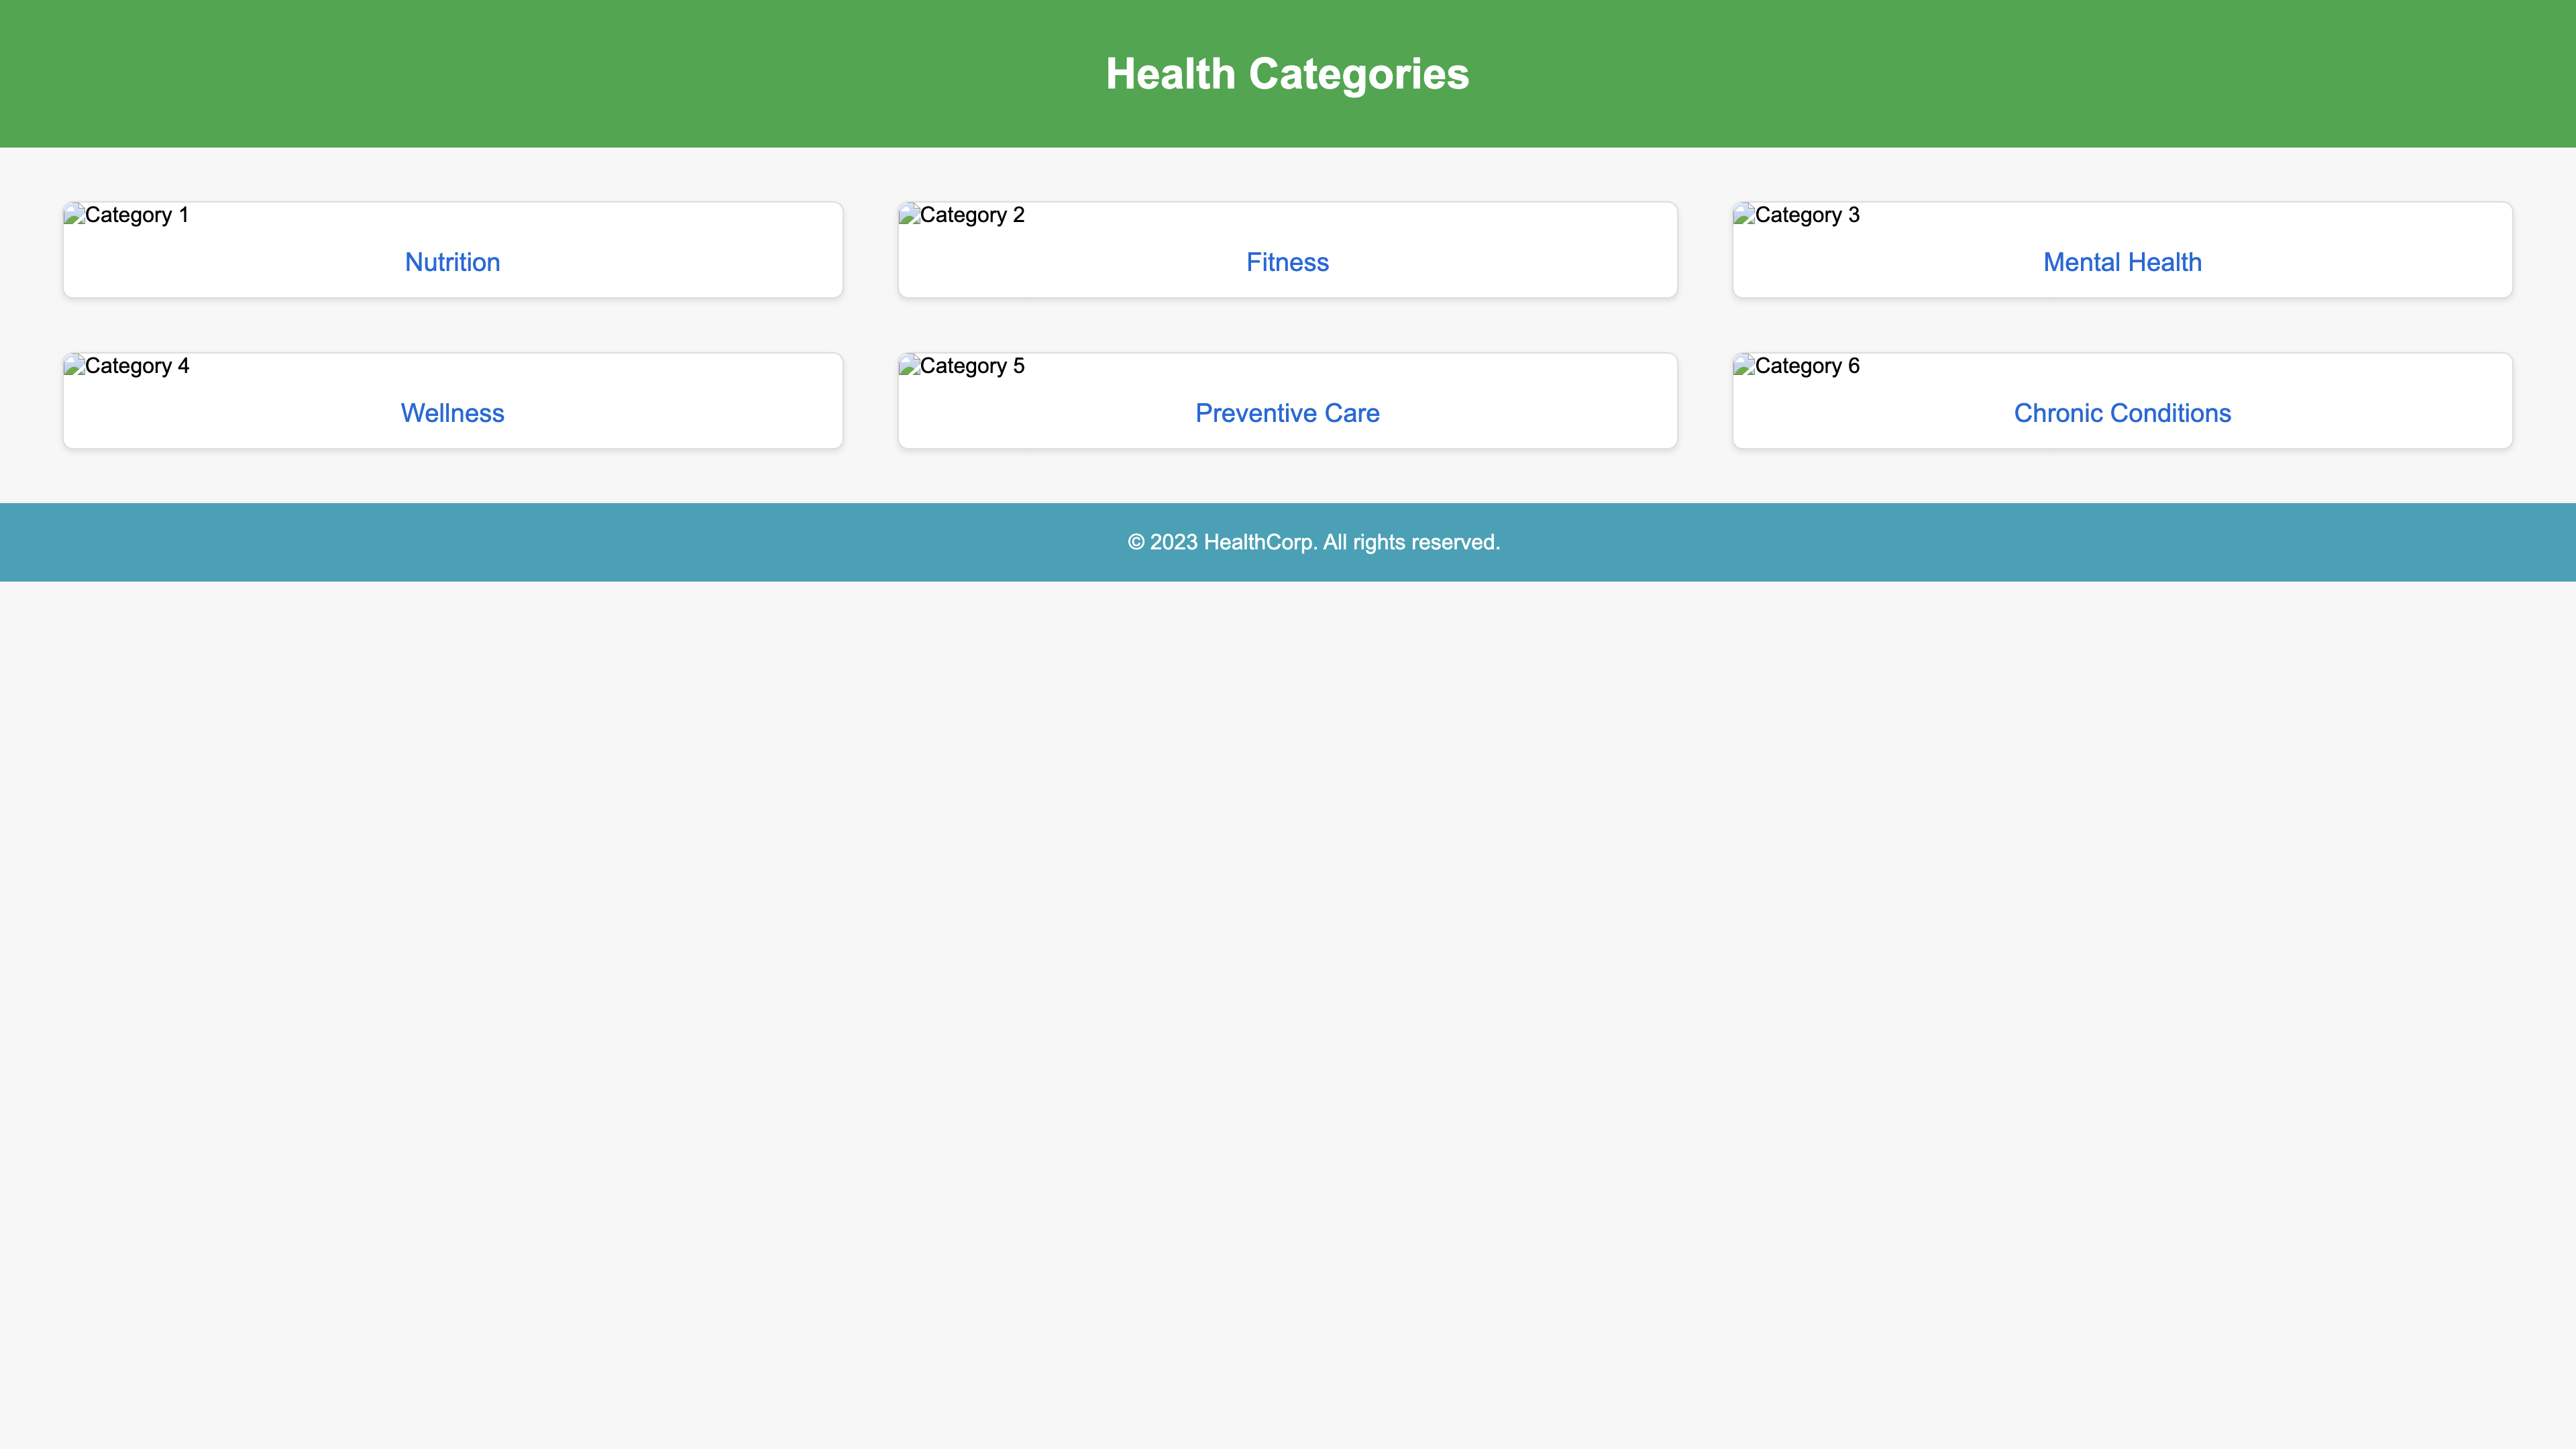 Health Categories
Category 1
Nutrition
Category 2
Fitness
Category 3
Mental Health
Category 4
Wellness
Category 5
Preventive Care
Category 6
Chronic Conditions
© 2023 HealthCorp. All rights reserved.